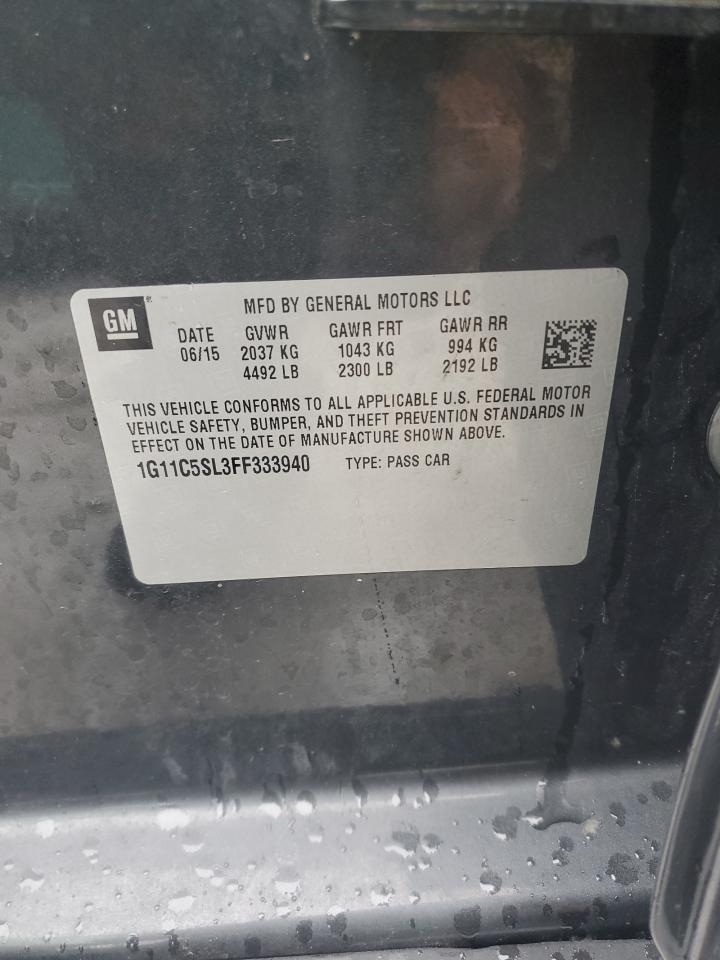 GM
MFD BY GENERAL MOTORS LLC
DATE GVWR GAWR FRT GAWR RR
06/15 2037 KG 1043 KG 994 KG
4492 LB 2300 LB 2192 LB
THIS VEHICLE CONFORMS TO ALL APPLICABLE U.S. FEDERAL MOTOR
VEHICLE SAFETY, BUMPER, AND THEFT PREVENTION STANDARDS IN
EFFECT ON THE DATE OF MANUFACTURE SHOWN ABOVE.
1G11C5SL3FF333940 TYPE: PASS CAR